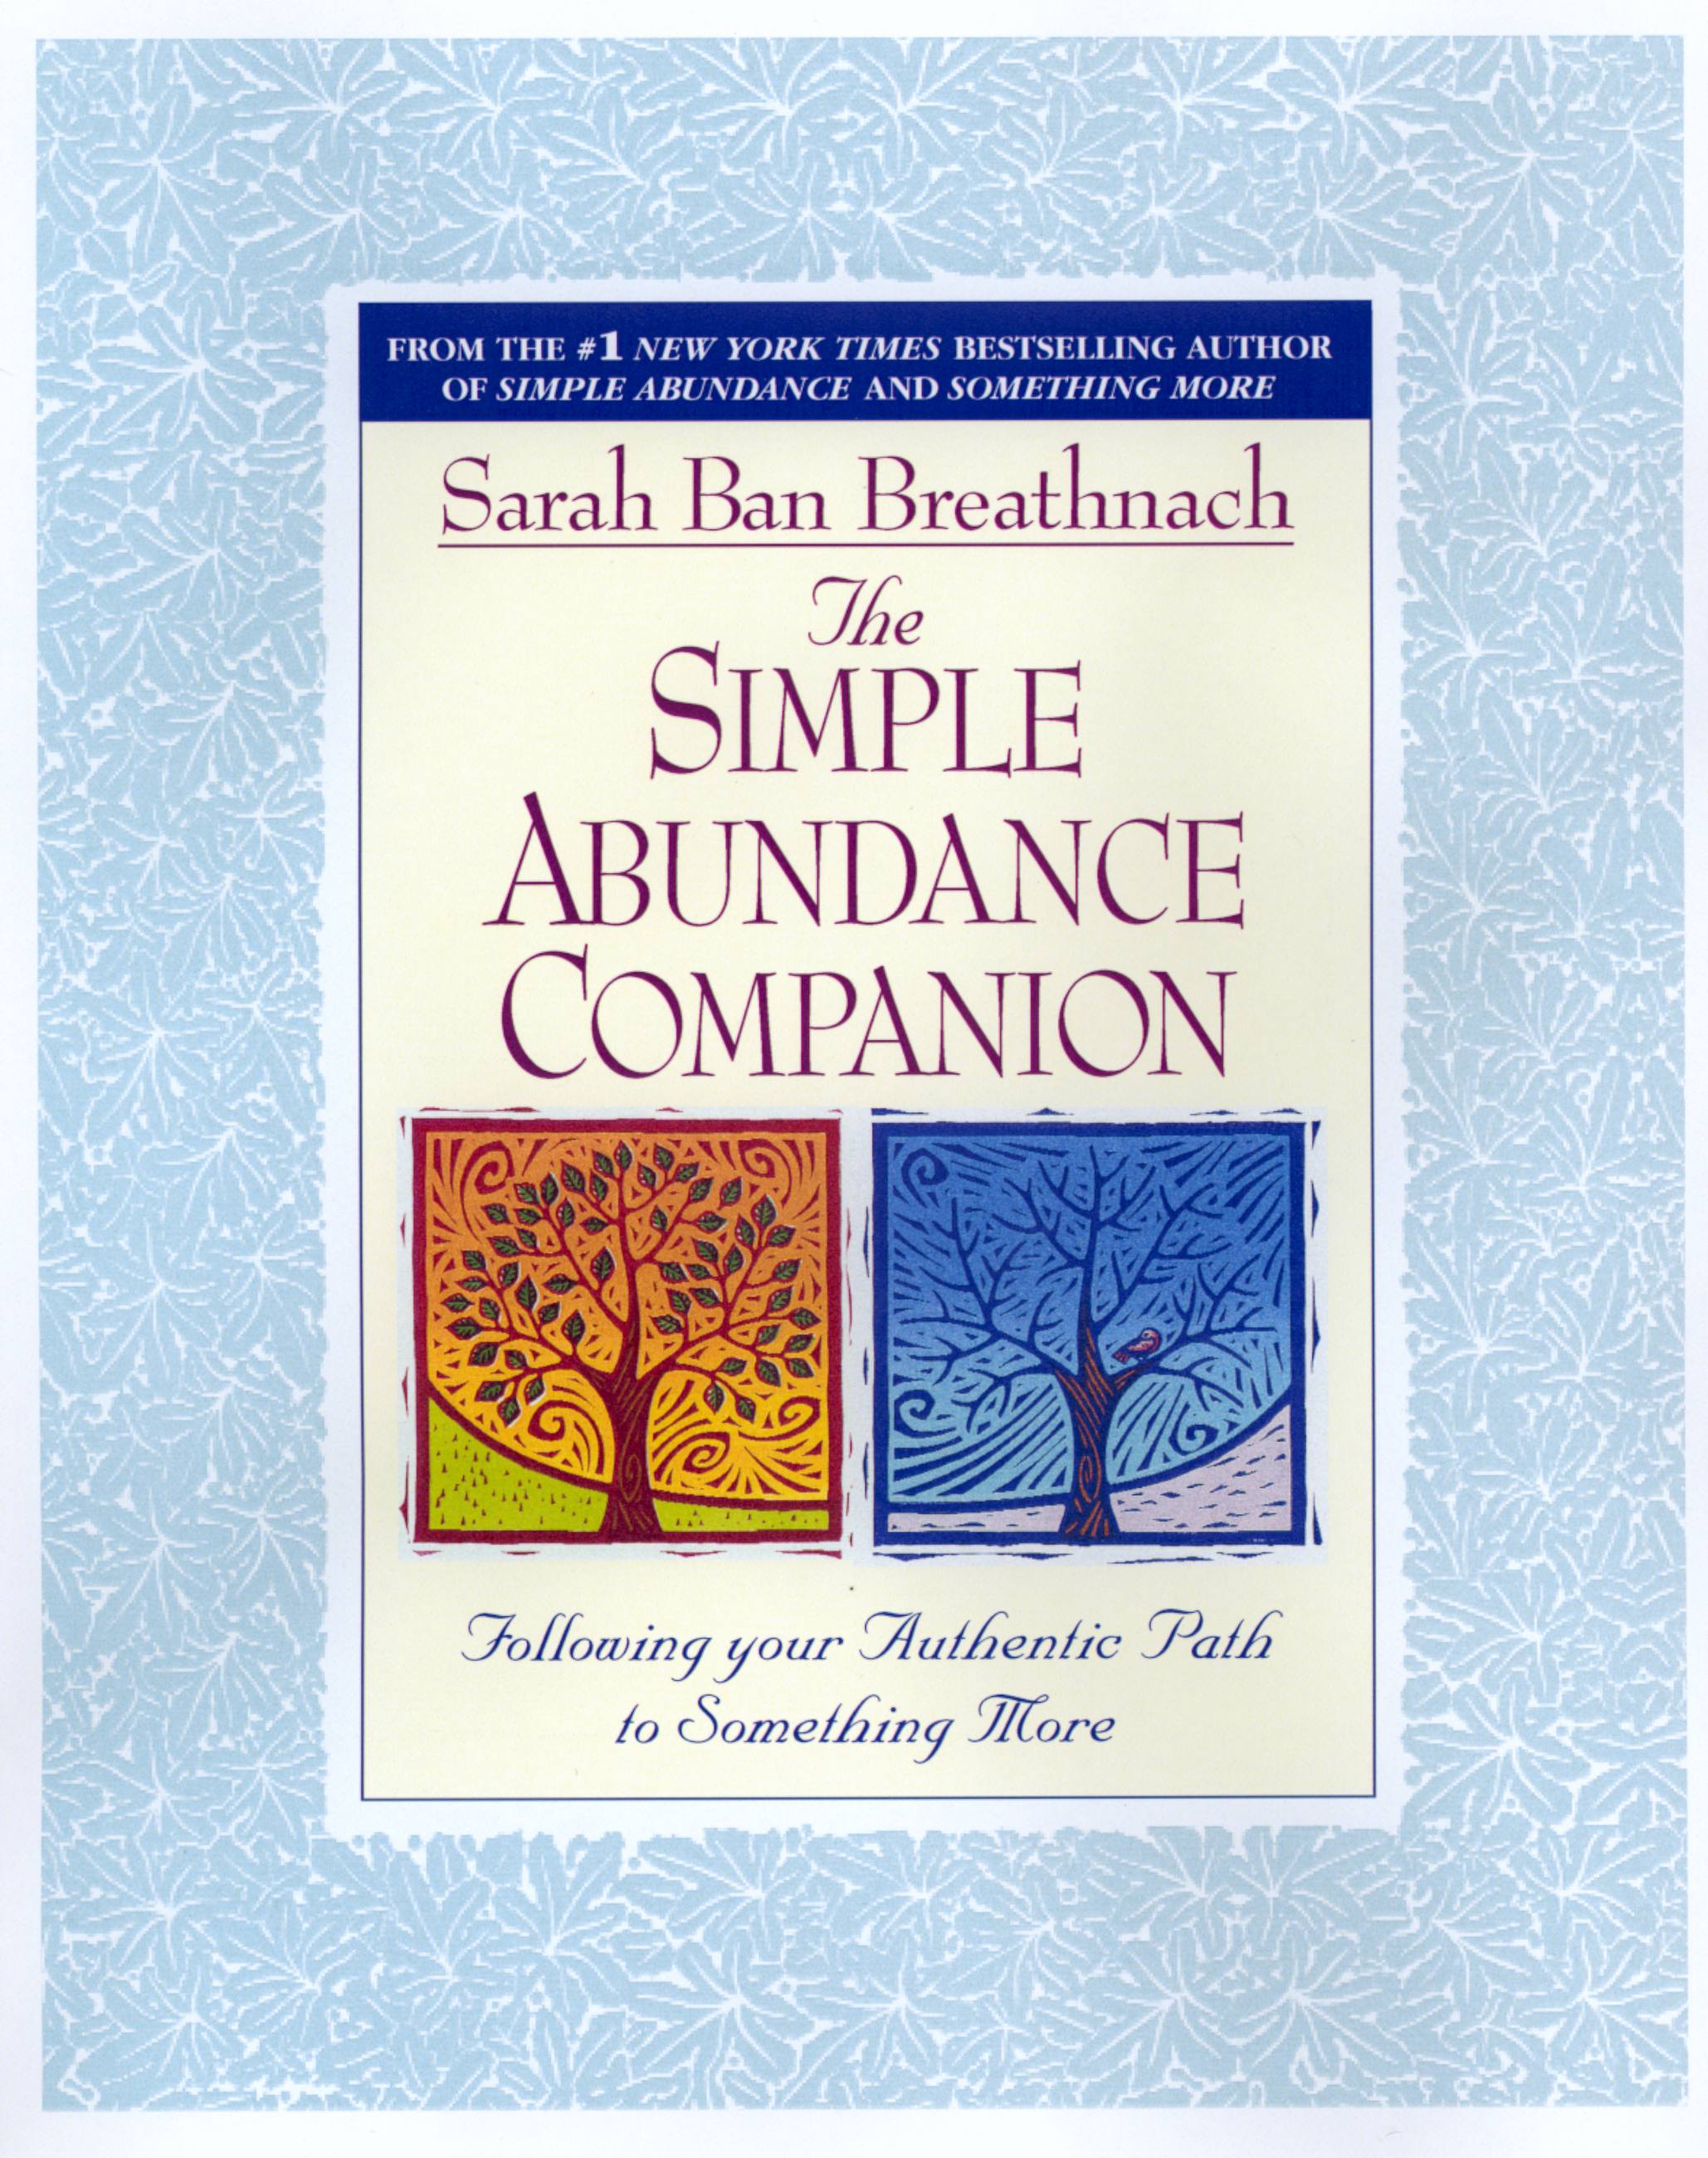 FROM THE #1 NEW YORK TIMES BESTSELLING AUTHOR
OF SIMPLE ABUNDANCE AND SOMETHING MORE
Sarah Ban Breathnach
The
SIMPLE
ABUNDANCE
COMPANION
Following your Authentic Path
to Something More